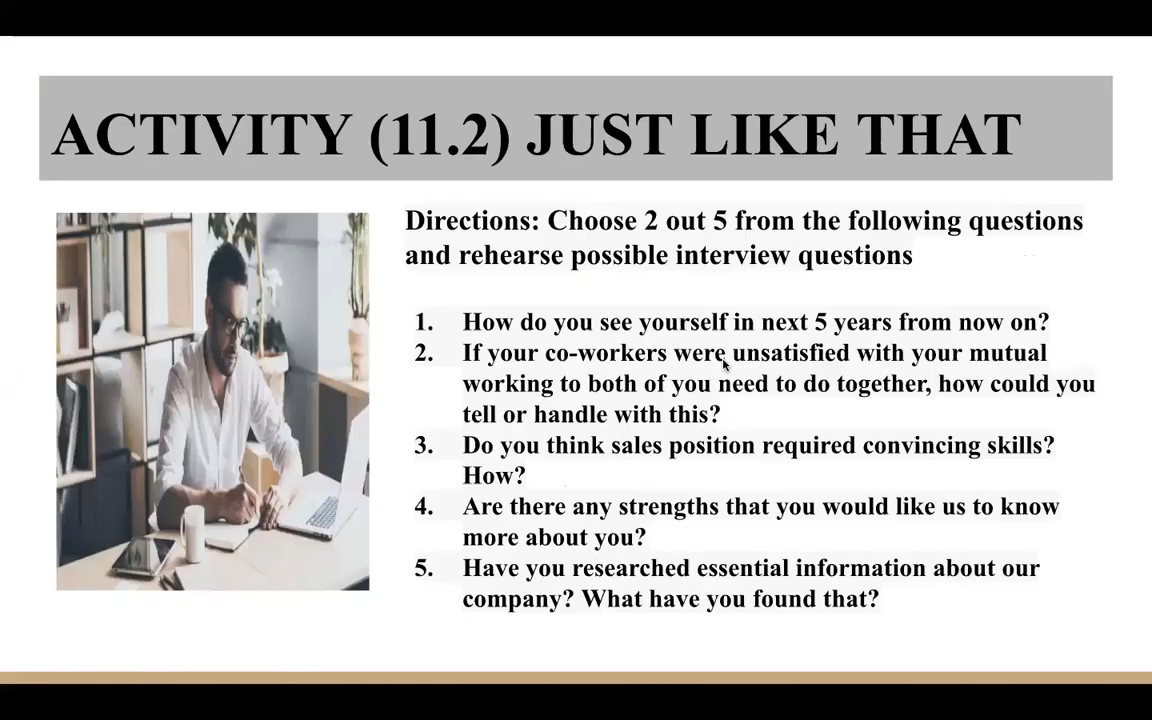 ACTIVITY (11.2) JUST LIKE THAT
Directions: Choose 2 out 5 from the following questions
and rehearse possible interview questions
1. How do you see yourself in next 5 years from now on?
2. If your co-workers were unsatisfied with your mutual
working to both of you need to do together, how could you
tell or handle with this?
3. Do you think sales position required convincing skills?
How?
4. Are there any strengths that you would like us to know
more about you?
5. Have you researched essential information about our
company? What have you found that?